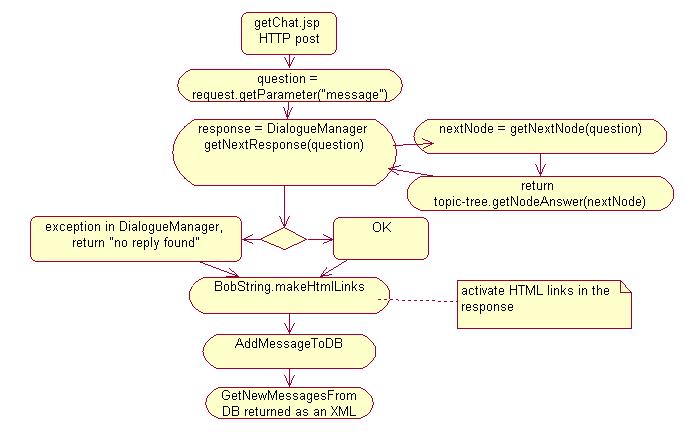 getChat.jsp
HTTP post
question =
request.getParameter("message")
response = DialogueManager
getNextResponse(question)
nextNode = getNextNode(question)
return
topic-tree.getNodeAnswer(nextNode)
exception in DialogueManager,
return "no reply found"
OK
BobString.makeHtmlLinks
activate HTML links in the
response
AddMessageToDB
GetNewMessagesFrom
DB returned as an XML